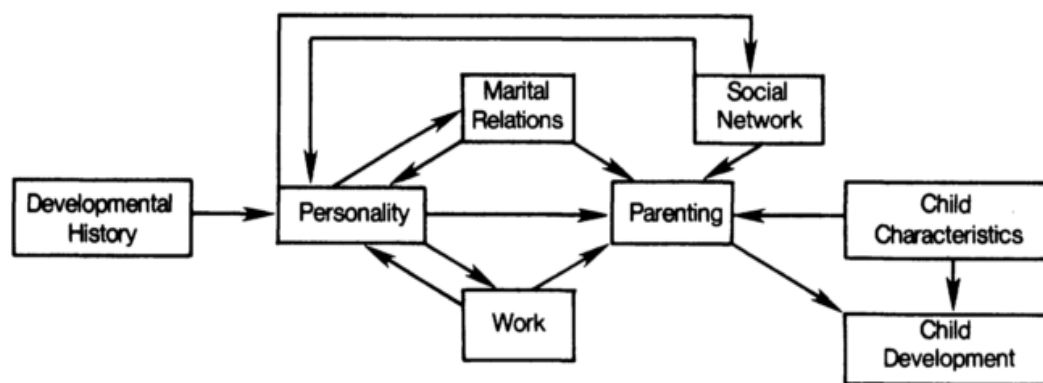 Marital
Relations
Social
Network
Developmental
History
Personality
Parenting
Child
Characteristics
Work
Child
Development